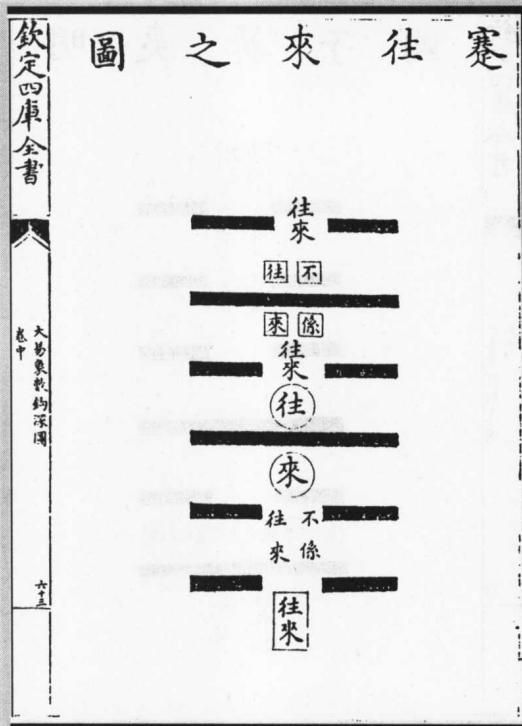 蹇往來之圖
往來
不係
往來
往來
往
來
不係
往來
往來
欽定四庫全書
大易象數鉤深圖
卷中
六十三